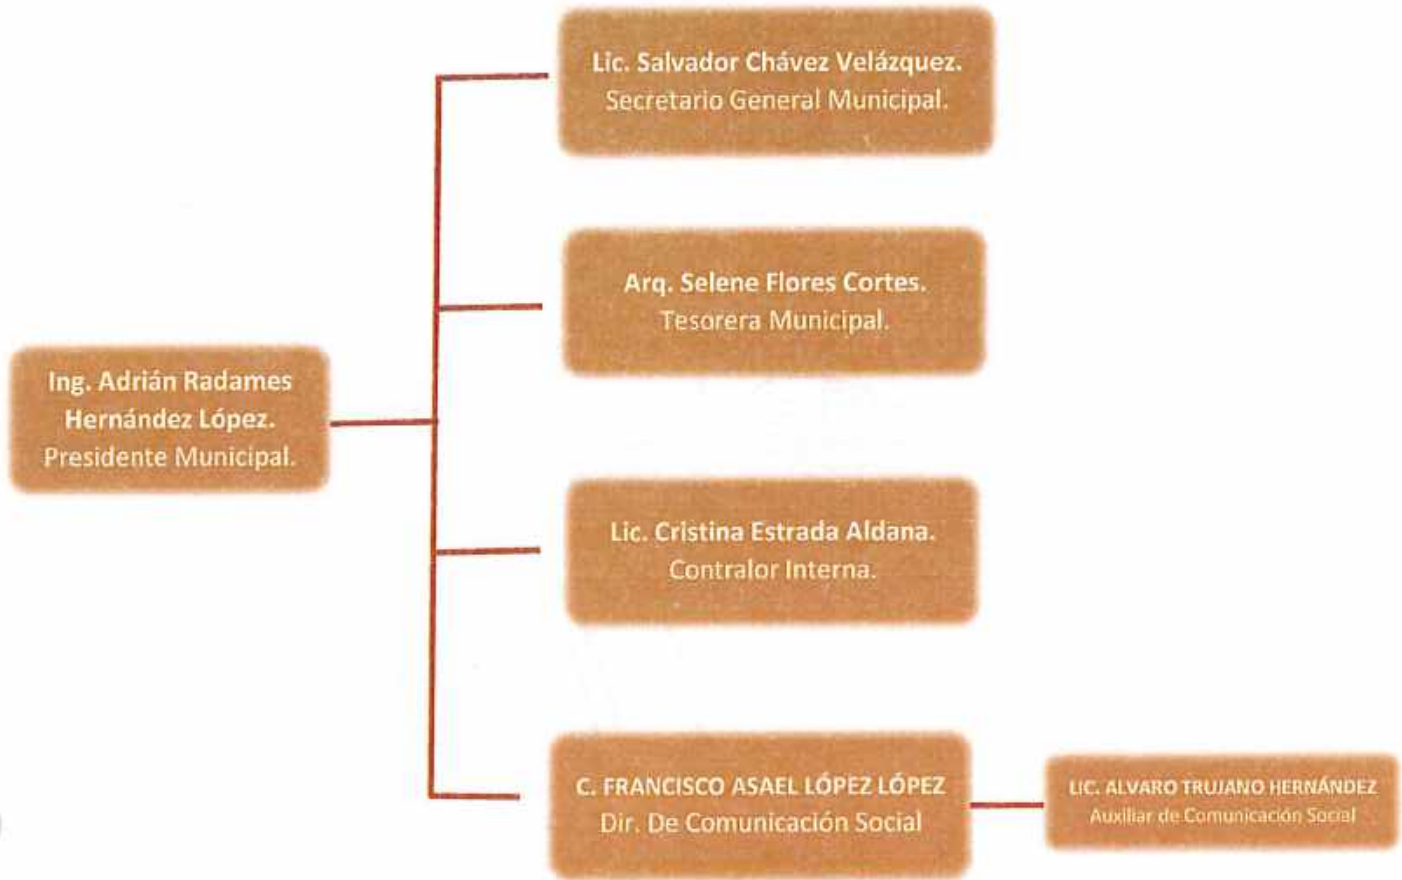 Lic. Salvador Chávez Velázquez.
Secretario General Municipal.
Arq. Selene Flores Cortes.
Tesorera Municipal.
Ing. Adrián Radames
Hernández López.
Presidente Municipal.
Lic. Cristina Estrada Aldana.
Contralor Interna.
C. FRANCISCO ASAEL LÓPEZ LÓPEZ
Dir. De Comunicación Social
LIC. ALVARO TRUJANO HERNÁNDEZ
Auxiliar de Comunicación Social